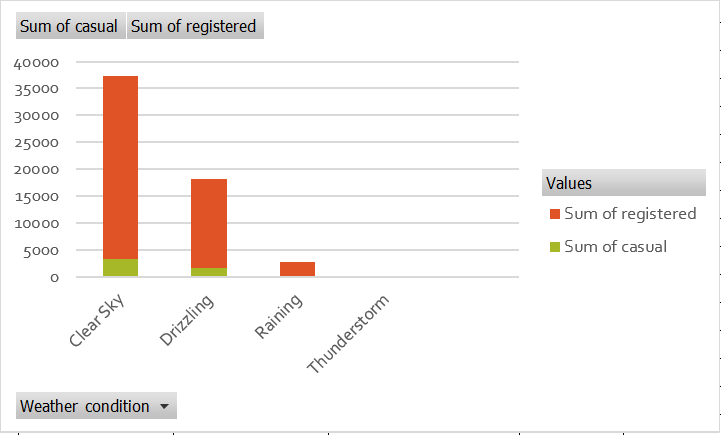 Sum of casual Sum of registered
40000
35000
30000
25000
20000
15000
10000
5000
0
Clear Sky
Drizzling
Raining
Thunderstorm
Values
Sum of registered
Sum of casual
Weather condition